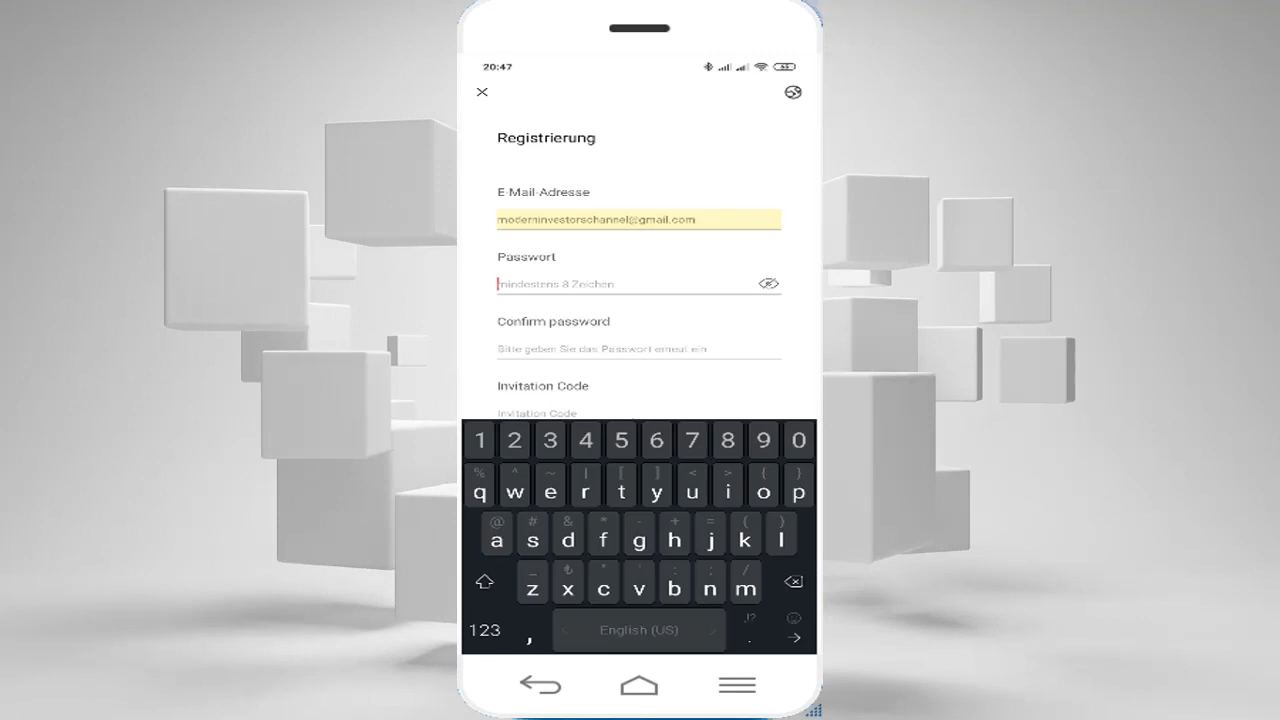 20:47
Registrierung
E-Mail-Adresse
moderninvestorschannel@gmail.com
Passwort
mindestens 8 Zeichen
Confirm password
Bitte geben Sie das Passwort erneut ein
Invitation Code
Invitation Code
1 2 3 4 5 6 7 8 9 0
% ^ ~ | [ ] < > { }
q w e r t y u i o p
@ # & * - + = ( )
a s d f g h j k l
z x c v b n m
123 , English (US) .